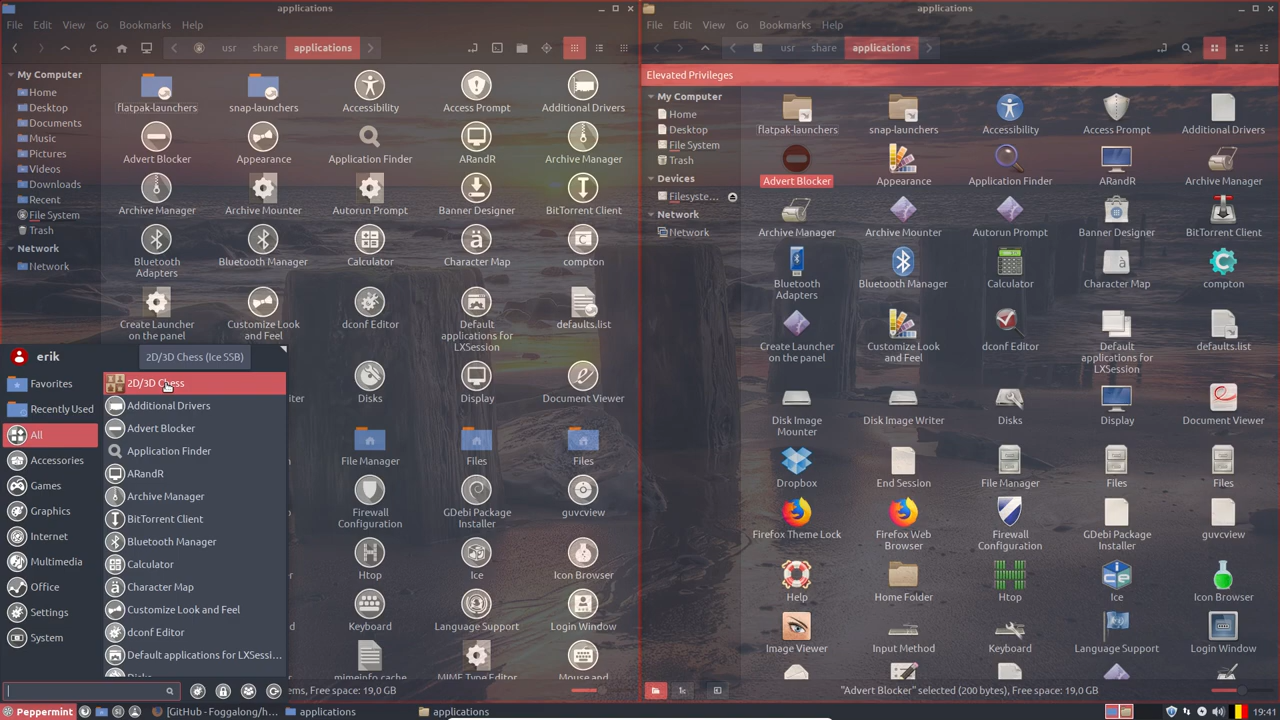 applications
File Edit View Go Bookmarks Help
usr share applications
My Computer
Home
Desktop
Documents
Music
Pictures
Videos
Downloads
Recent
File System
Trash
Network
Network
flatpak-launchers snap-launchers Accessibility Access Prompt Additional Drivers
Advert Blocker Appearance Application Finder ARandR Archive Manager
Archive Manager Archive Mounter Autorun Prompt Banner Designer BitTorrent Client
Bluetooth Adapters Bluetooth Manager Calculator Character Map compton
Create Launcher on the panel Customize Look and Feel dconf Editor Default applications for LXSession defaults.list
Disks Display Document Viewer
File Manager Files Files
Firewall Configuration GDebi Package Installer guvcview
Htop Ice Icon Browser
Keyboard Language Support Login Window
mimeinfo.cache MIME Type Editor
ems, Free space: 19,0 GB
erik
2D/3D Chess (Ice SSB)
Favorites
Recently Used
All
Accessories
Games
Graphics
Internet
Multimedia
Office
Settings
System
2D/3D Chess
Additional Drivers
Advert Blocker
Application Finder
ARandR
Archive Manager
BitTorrent Client
Bluetooth Manager
Calculator
Character Map
Customize Look and Feel
dconf Editor
Default applications for LXSessi...
applications
File Edit View Go Bookmarks Help
usr share applications
Elevated Privileges
My Computer
Home
Desktop
File System
Trash
Devices
Filesyste...
Network
Network
flatpak-launchers snap-launchers Accessibility Access Prompt Additional Drivers
Advert Blocker Appearance Application Finder ARandR Archive Manager
Archive Manager Archive Mounter Autorun Prompt Banner Designer BitTorrent Client
Bluetooth Adapters Bluetooth Manager Calculator Character Map compton
Create Launcher on the panel Customize Look and Feel dconf Editor Default applications for LXSession defaults.list
Disk Image Mounter Disk Image Writer Disks Display Document Viewer
Dropbox End Session File Manager Files Files
Firefox Theme Lock Firefox Web Browser Firewall Configuration GDebi Package Installer guvcview
Help Home Folder Htop Ice Icon Browser
Image Viewer Input Method Keyboard Language Support Login Window
"Advert Blocker" selected (200 bytes), Free space: 19,0 GB
Peppermint
[GitHub - Foggalong/h...
applications
applications
19:41